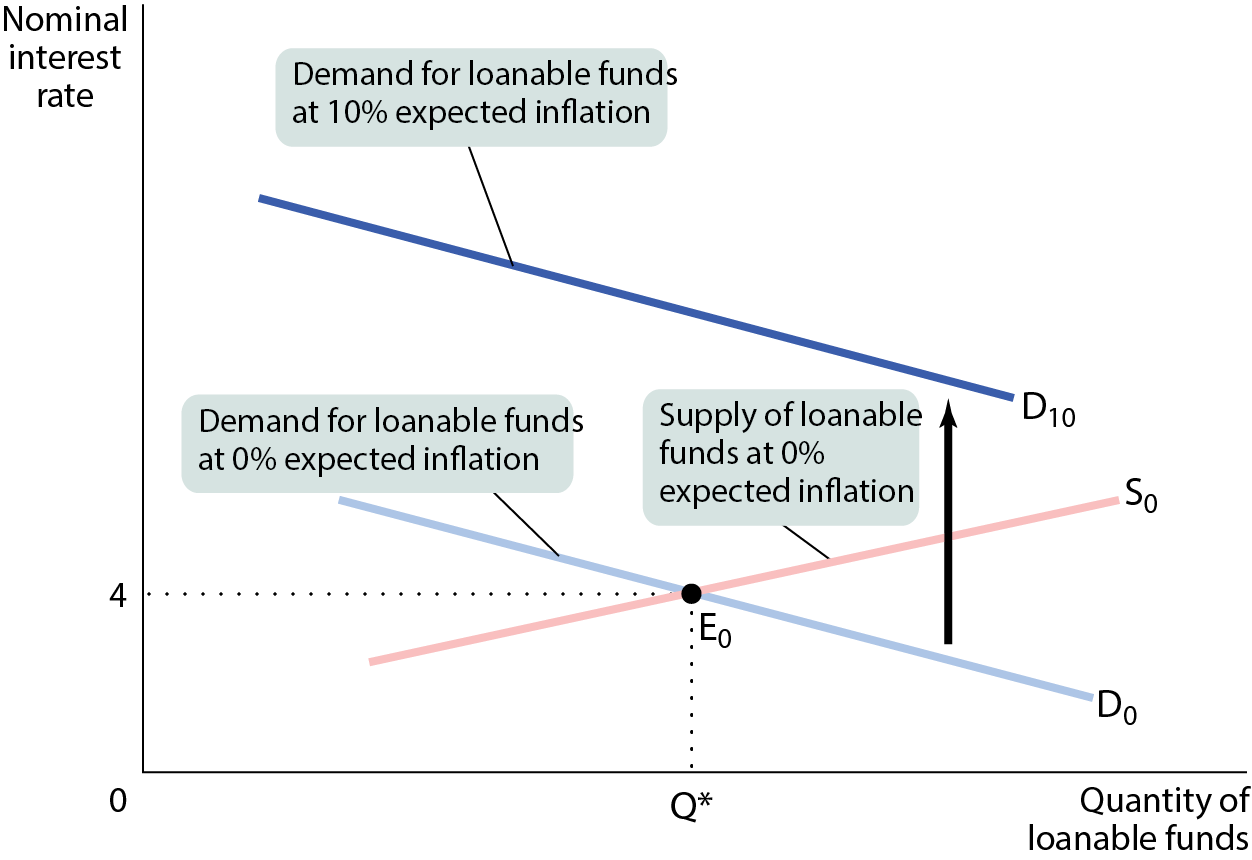 Nominal
interest
rate
Demand for loanable funds
at 10% expected inflation
D10
Demand for loanable funds
at 0% expected inflation
Supply of loanable
funds at 0%
expected inflation
S0
4
E0
D0
0
Q*
Quantity of
loanable funds